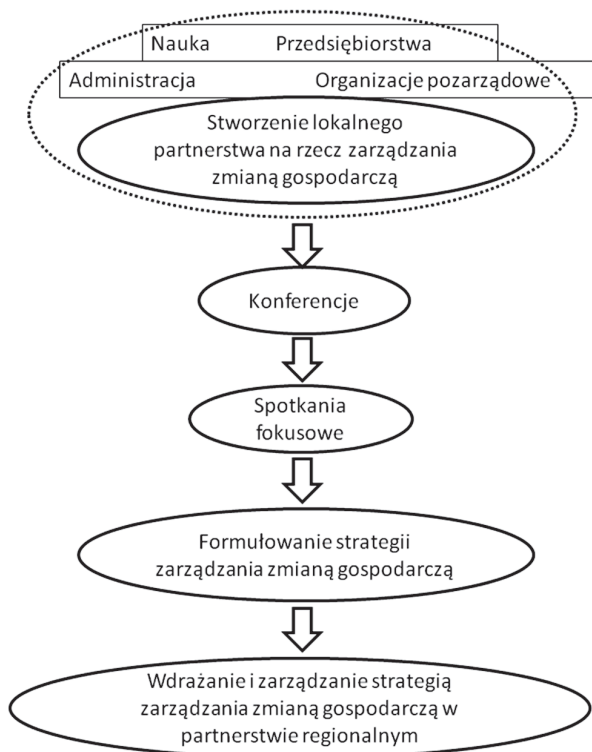 Nauka Przedsiębiorstwa
Administracja Organizacje pozarządowe
Stworzenie lokalnego
partnerstwa na rzecz zarządzania
zmianą gospodarczą
Konferencje
Spotkania
fokusowe
Formułowanie strategii
zarządzania zmianą gospodarczą
Wdrażanie i zarządzanie strategią
zarządzania zmianą gospodarczą w
partnerstwie regionalnym